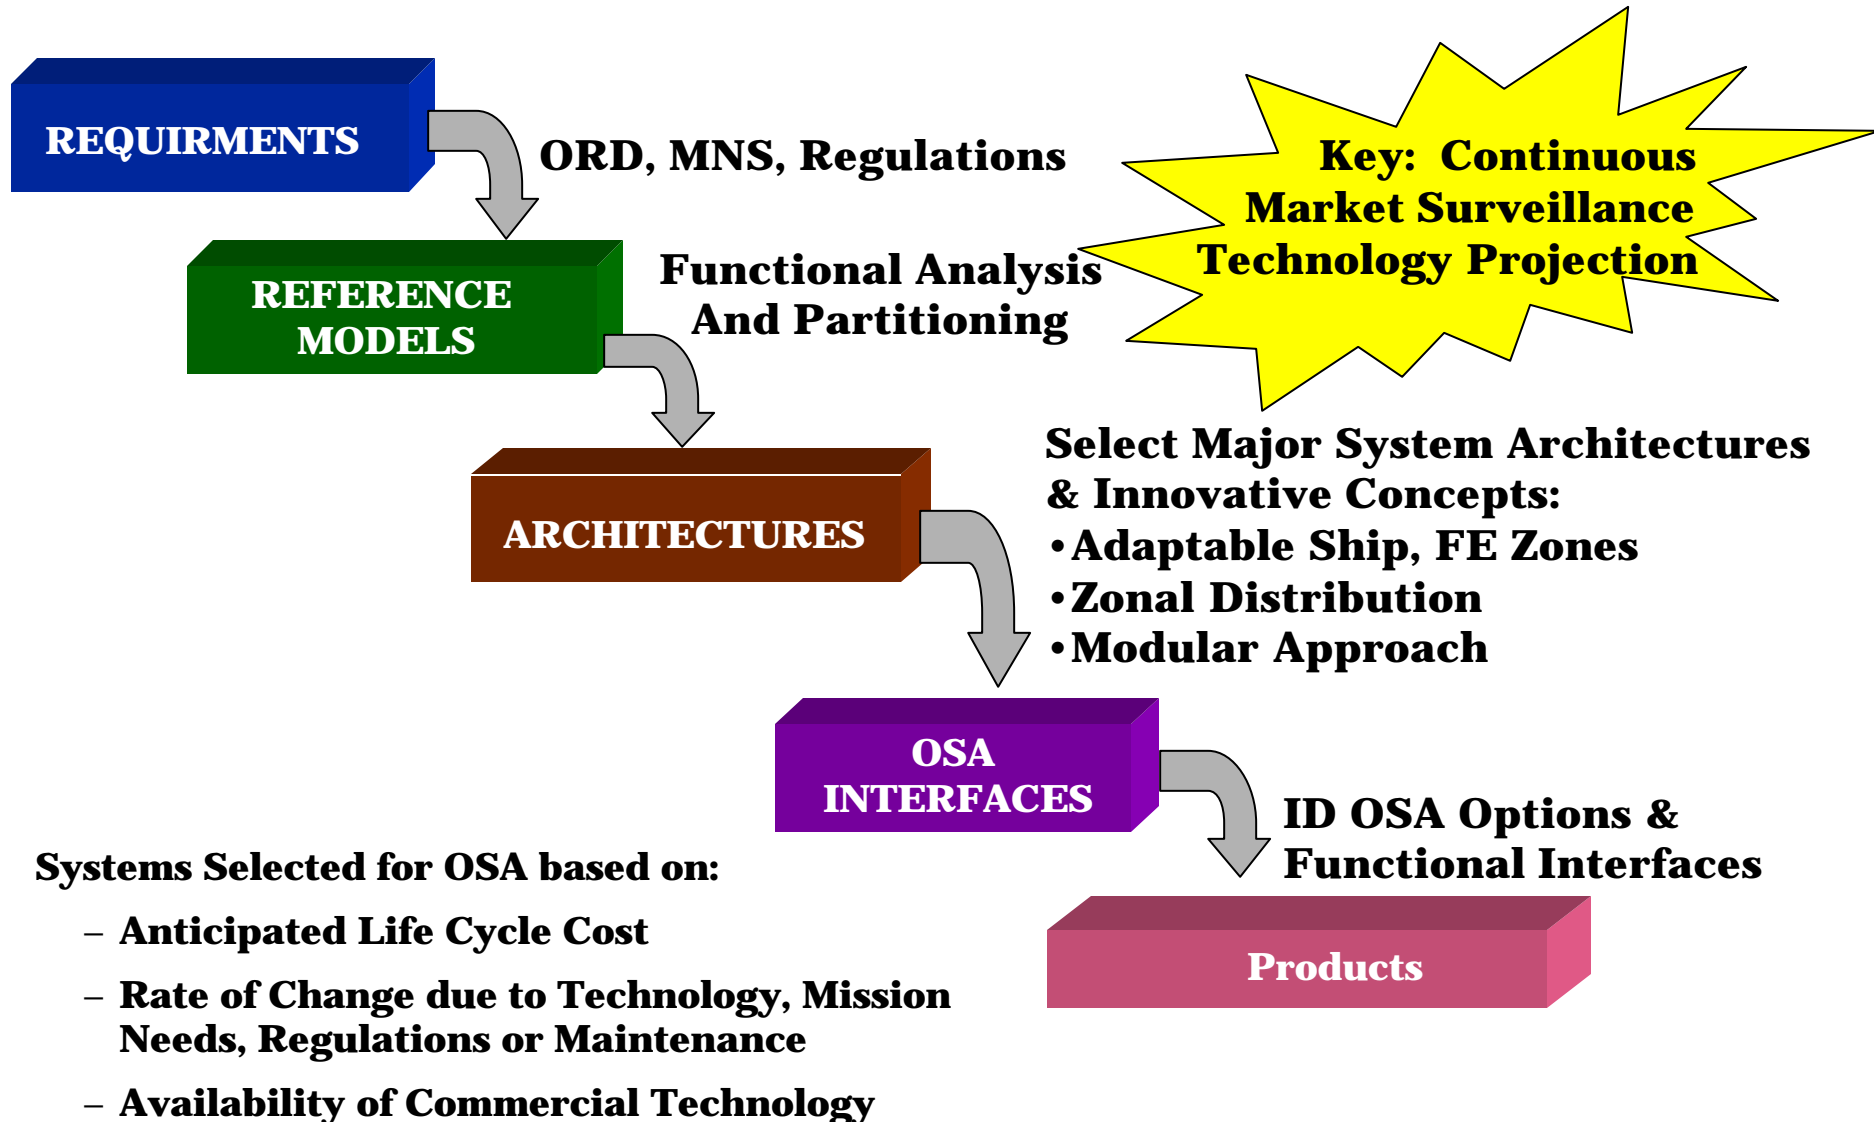 REQUIRMENTS
ORD, MNS, Regulations
Key: Continuous
Market Surveillance
Technology Projection
REFERENCE
MODELS
Functional Analysis
And Partitioning
ARCHITECTURES
Select Major System Architectures
& Innovative Concepts:
•Adaptable Ship, FE Zones
•Zonal Distribution
•Modular Approach
OSA
INTERFACES
ID OSA Options &
Functional Interfaces
Products
Systems Selected for OSA based on:
– Anticipated Life Cycle Cost
– Rate of Change due to Technology, Mission
Needs, Regulations or Maintenance
– Availability of Commercial Technology